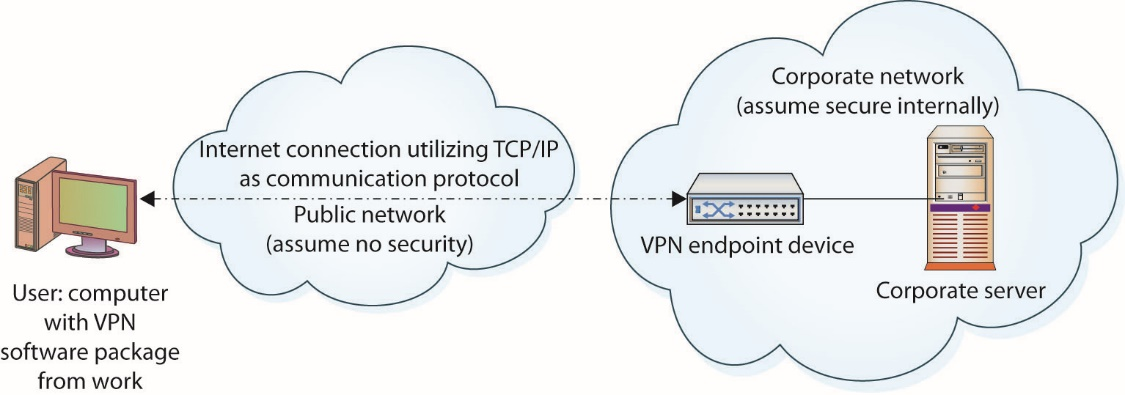 Internet connection utilizing TCP/IP
as communication protocol
Public network
(assume no security)
Corporate network
(assume secure internally)
VPN endpoint device
Corporate server
User: computer
with VPN
software package
from work